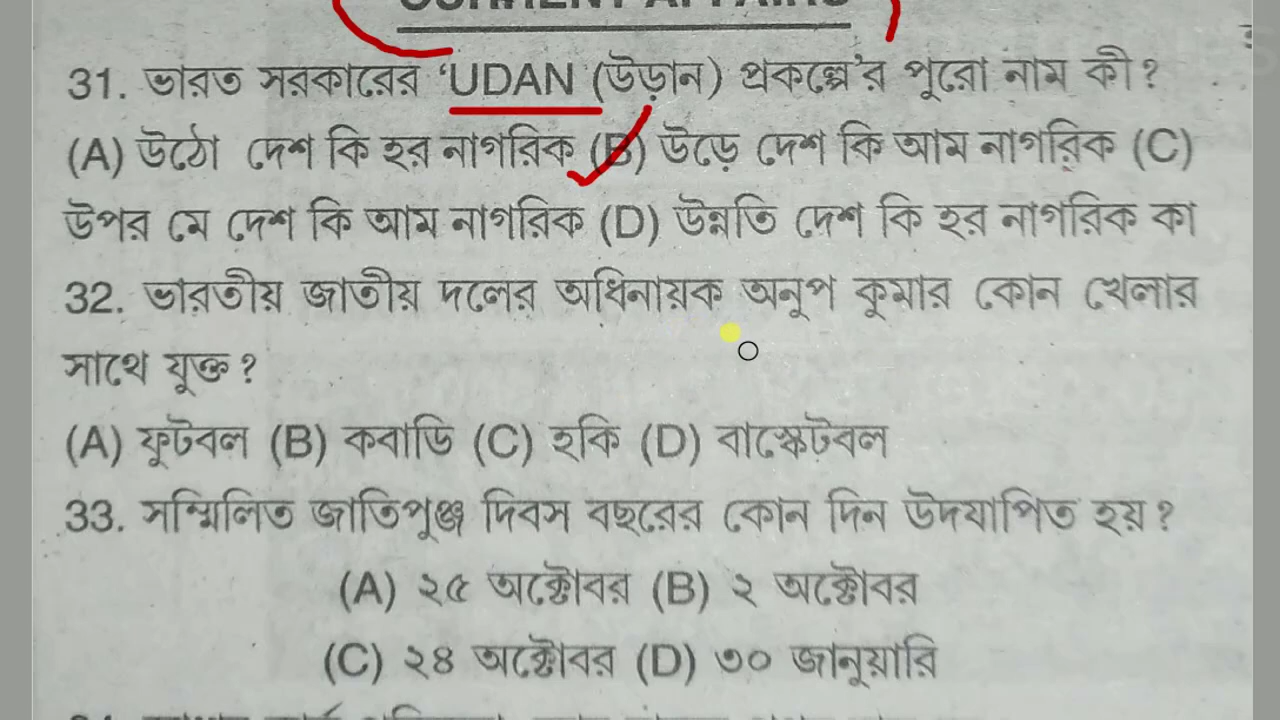 CURRENT AFFAIRS
31. ভারত সরকারের ‘UDAN (উড়ান) প্রকল্পে’র পুরো নাম কী?
(A) উঠো দেশ কি হর নাগরিক (B) উড়ে দেশ কি আম নাগরিক (C)
উপর মে দেশ কি আম নাগরিক (D) উন্নতি দেশ কি হর নাগরিক কা
32. ভারতীয় জাতীয় দলের অধিনায়ক অনুপ কুমার কোন খেলার
সাথে যুক্ত?
(A) ফুটবল (B) কবাডি (C) হকি (D) বাস্কেটবল
33. সম্মিলিত জাতিপুঞ্জ দিবস বছরের কোন দিন উদযাপিত হয়?
(A) ২৫ অক্টোবর (B) ২ অক্টোবর
(C) ২৪ অক্টোবর (D) ৩০ জানুয়ারি